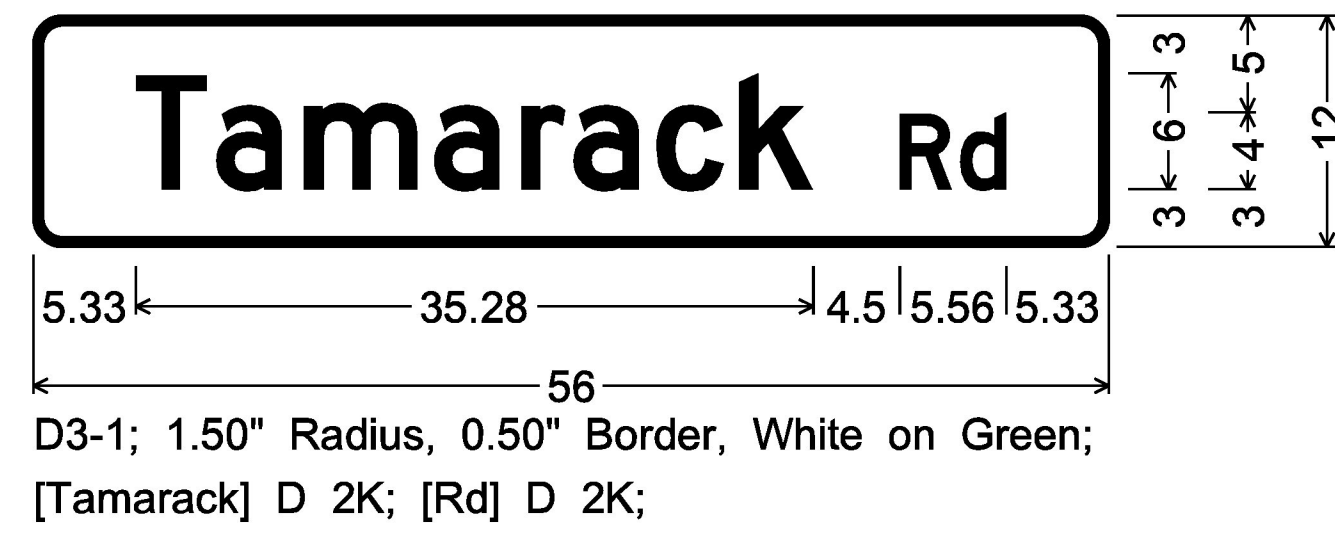 Tamarack Rd
3
6
3
5
4
3
12
5.33 35.28 4.5 5.56 5.33
56
D3-1; 1.50" Radius, 0.50" Border, White on Green;
[Tamarack] D 2K; [Rd] D 2K;